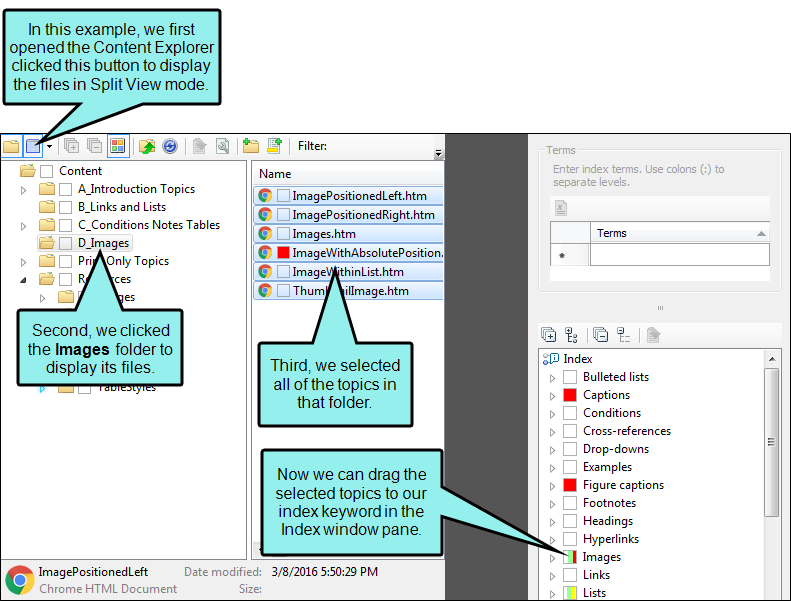 In this example, we first
opened the Content Explorer
clicked this button to display
the files in Split View mode.
Filter:
Content
A_Introduction Topics
B_Links and Lists
C_Conditions Notes Tables
D_Images
Print-Only Topics
Resources
Second, we clicked
the Images folder to
display its files.
TableStyles
Name
ImagePositionedLeft.htm
ImagePositionedRight.htm
Images.htm
ImageWithAbsolutePosition.
ImageWithinList.htm
ThumbnailImage.htm
Third, we selected
all of the topics in
that folder.
Now we can drag the
selected topics to our
index keyword in the
Index window pane.
Terms
Enter index terms. Use colons (:) to
separate levels.
Terms
*
Index
Bulleted lists
Captions
Conditions
Cross-references
Drop-downs
Examples
Figure captions
Footnotes
Headings
Hyperlinks
Images
Links
Lists
ImagePositionedLeft Date modified: 3/8/2016 5:50:29 PM
Chrome HTML Document Size: